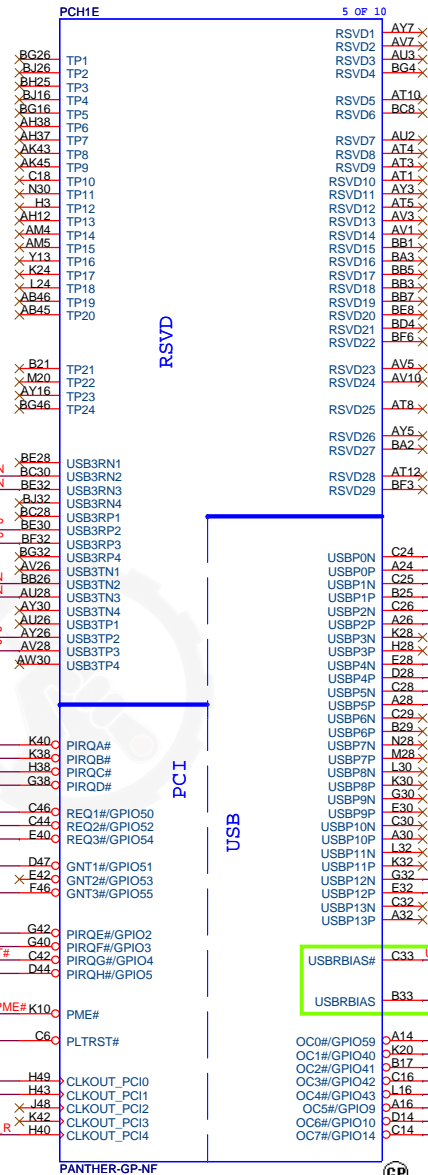 PCH1E 5 OF 10
RSVD1 AY7
RSVD2 AV7
RSVD3 AU3
RSVD4 BG4
BG26 TP1
BJ26 TP2
BH25 TP3
BJ16 TP4
BG16 TP5
AH38 TP6
AH37 TP7
AK43 TP8
AK45 TP9
C18 TP10
N30 TP11
H3 TP12
AH12 TP13
AM4 TP14
AM5 TP15
Y13 TP16
K24 TP17
L24 TP18
AB46 TP19
AB45 TP20
RSVD5 AT10
RSVD6 BC8
RSVD7 AU2
RSVD8 AT4
RSVD9 AT3
RSVD10 AT1
RSVD11 AY3
RSVD12 AT5
RSVD13 AV3
RSVD14 AV1
RSVD15 BB1
RSVD16 BA3
RSVD17 BB5
RSVD18 BB3
RSVD19 BB7
RSVD20 BE8
RSVD21 BD4
RSVD22 BF6
RSVD
B21 TP21
M20 TP22
AY16 TP23
BG46 TP24
RSVD23 AV5
RSVD24 AV10
RSVD25 AT8
RSVD26 AY5
RSVD27 BA2
RSVD28 AT12
RSVD29 BF3
BE28 USB3RN1
BC30 USB3RN2
BE32 USB3RN3
BJ32 USB3RN4
BC28 USB3RP1
BE30 USB3RP2
BF32 USB3RP3
BG32 USB3RP4
AV26 USB3TN1
BB26 USB3TN2
AU28 USB3TN3
AY30 USB3TN4
AU26 USB3TP1
AY26 USB3TP2
AV28 USB3TP3
AW30 USB3TP4
USBP0N C24
USBP0P A24
USBP1N C25
USBP1P B25
USBP2N C26
USBP2P A26
USBP3N K28
USBP3P H28
USBP4N E28
USBP4P D28
USBP5N C28
USBP5P A28
USBP6N C29
USBP6P B29
USBP7N N28
USBP7P M28
USBP8N L30
USBP8P K30
USBP9N G30
USBP9P E30
USBP10N C30
USBP10P A30
USBP11N L32
USBP11P K32
USBP12N G32
USBP12P E32
USBP13N C32
USBP13P A32
K40 PIRQA#
K38 PIRQB#
H38 PIRQC#
G38 PIRQD#
PCI
USB
C46 REQ1#/GPIO50
C44 REQ2#/GPIO52
E40 REQ3#/GPIO54
D47 GNT1#/GPIO51
E42 GNT2#/GPIO53
F46 GNT3#/GPIO55
G42 PIRQE#/GPIO2
G40 PIRQF#/GPIO3
C42 PIRQG#/GPIO4
D44 PIRQH#/GPIO5
USBRBIAS# C33
USBRBIAS B33
PME# K10 PME#
C6 PLTRST#
OC0#/GPIO59 A14
OC1#/GPIO40 K20
OC2#/GPIO41 B17
OC3#/GPIO42 C16
OC4#/GPIO43 L16
OC5#/GPIO9 A16
OC6#/GPIO10 D14
OC7#/GPIO14 C14
H49 CLKOUT_PCI0
H43 CLKOUT_PCI1
J48 CLKOUT_PCI2
K42 CLKOUT_PCI3
R H40 CLKOUT_PCI4
PANTHER-GP-NF
GP